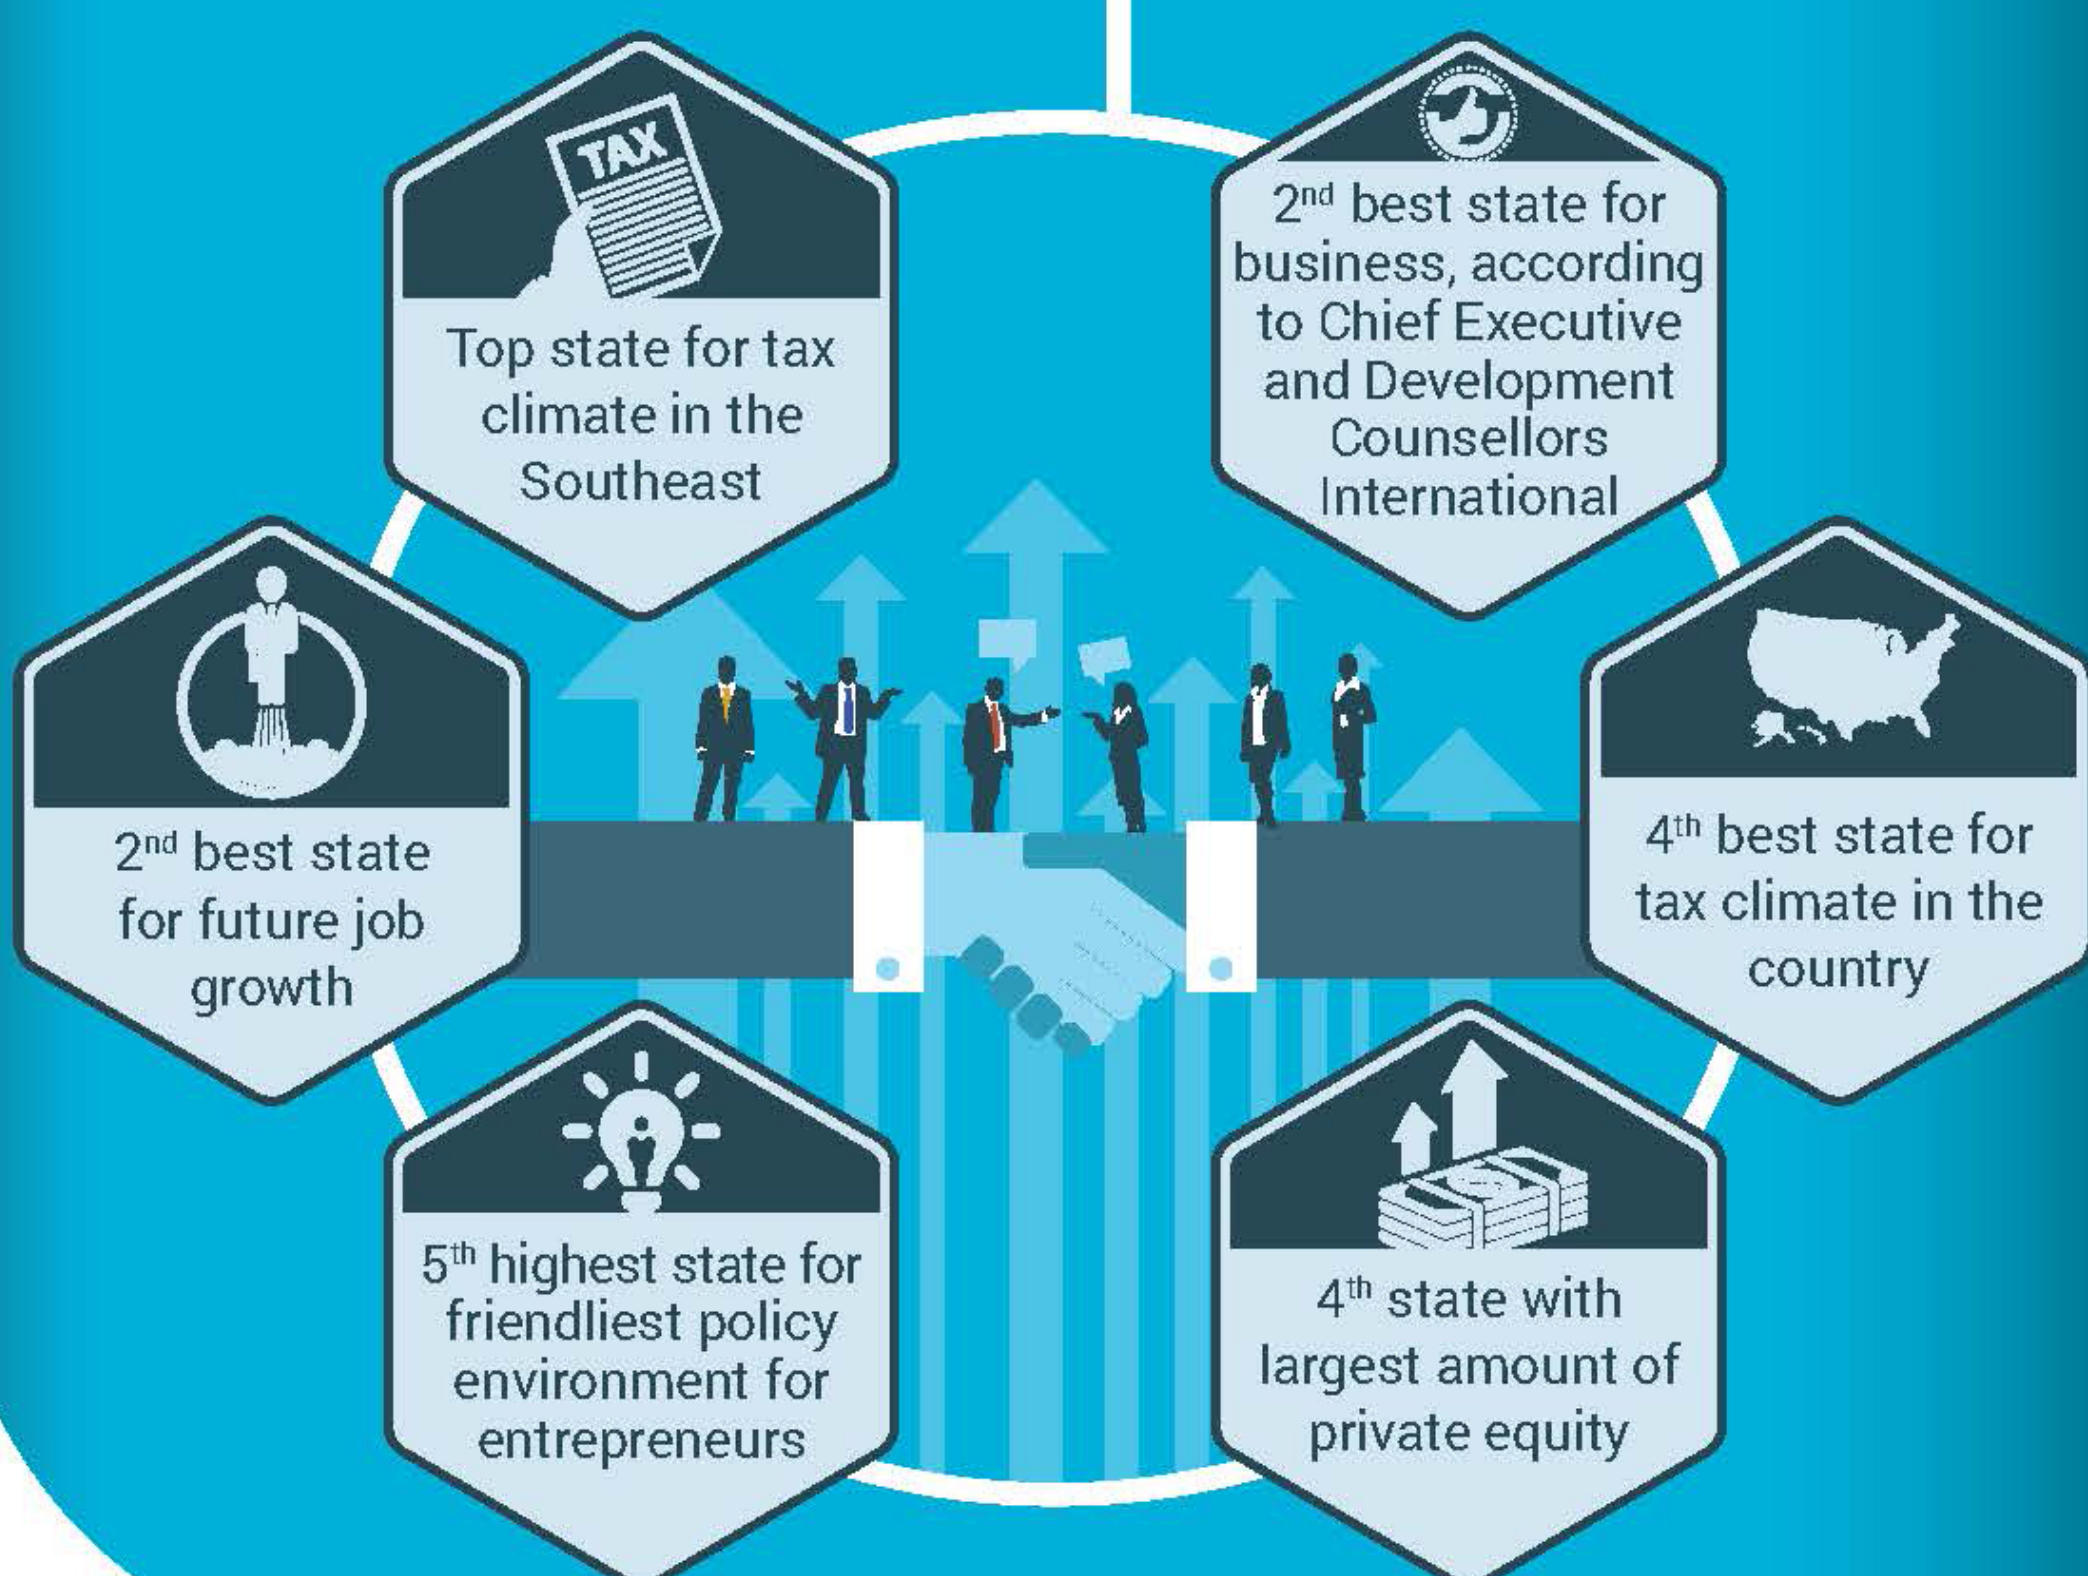 TAX
Top state for tax
climate in the
Southeast
2nd best state for
business, according
to Chief Executive
and Development
Counsellors
International
2nd best state
for future job
growth
4th best state for
tax climate in the
country
5th highest state for
friendliest policy
environment for
entrepreneurs
4th state with
largest amount of
private equity